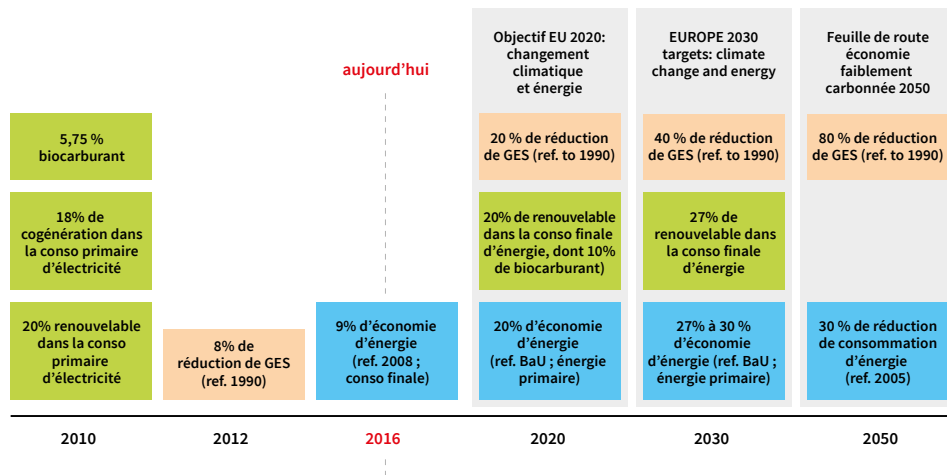 aujourd'hui
Objectif EU 2020:
changement
climatique
et énergie
EUROPE 2030
targets: climate
change and energy
Feuille de route
économie
faiblement
carbonnée 2050
5,75 %
biocarburant
20 % de réduction
de GES (ref. to 1990)
40 % de réduction
de GES (ref. to 1990)
80 % de réduction
de GES (ref. to 1990)
18% de
cogénération dans
la conso primaire
d'électricité
20% de renouvelable
dans la conso finale
d'énergie, dont 10%
de biocarburant)
27% de
renouvelable dans
la conso finale
d'énergie
20% renouvelable
dans la conso
primaire
d'électricité
8% de
réduction de GES
(ref. 1990)
9% d'économie
d'énergie
(ref. 2008 ;
conso finale)
20% d'économie
d'énergie
(ref. BaU ; énergie
primaire)
27% à 30 %
d'économie
d'énergie (ref. BaU ;
énergie primaire)
30 % de réduction
de consommation
d'énergie
(ref. 2005)
2010
2012
2016
2020
2030
2050